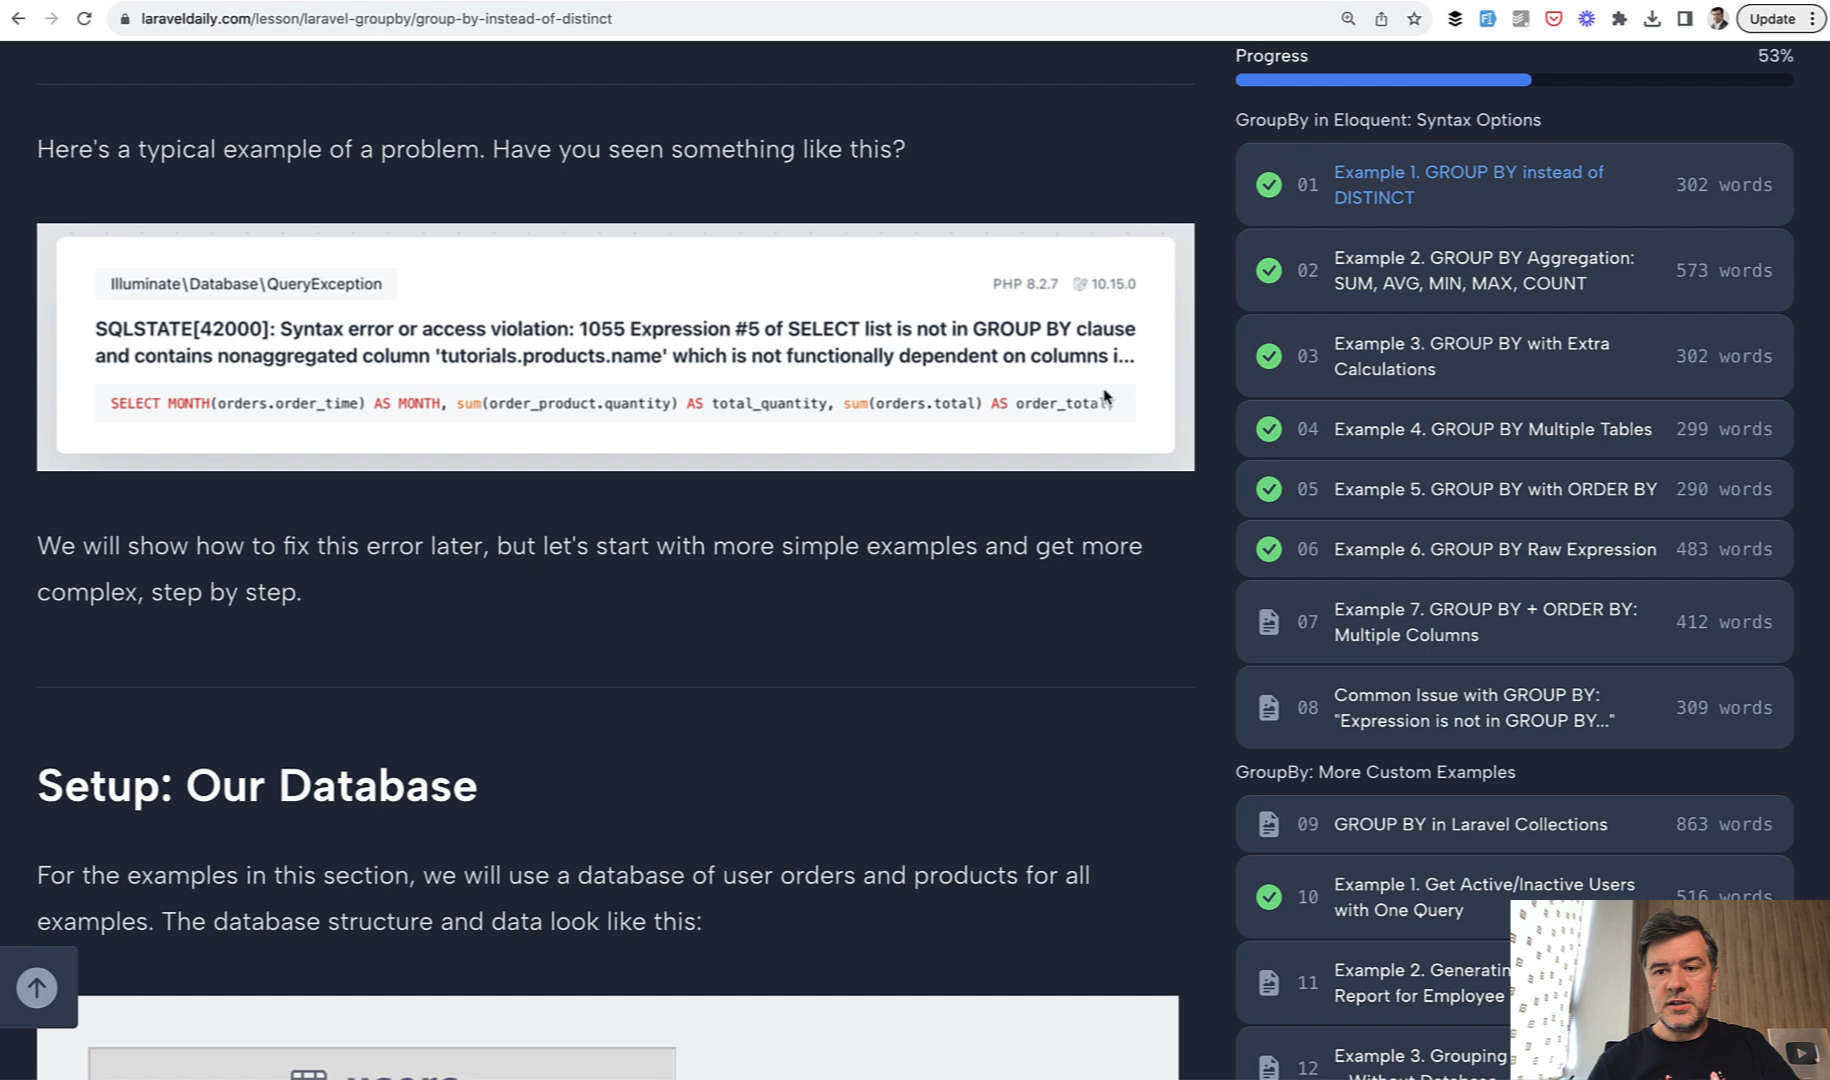 laraveldaily.com/lesson/laravel-groupby/group-by-instead-of-distinct
Update
Here's a typical example of a problem. Have you seen something like this?
Illuminate\Database\QueryException
PHP 8.2.7
10.15.0
SQLSTATE[42000]: Syntax error or access violation: 1055 Expression #5 of SELECT list is not in GROUP BY clause
and contains nonaggregated column 'tutorials.products.name' which is not functionally dependent on columns i...
SELECT MONTH(orders.order_time) AS MONTH, sum(order_product.quantity) AS total_quantity, sum(orders.total) AS order_total,
We will show how to fix this error later, but let's start with more simple examples and get more
complex, step by step.
Setup: Our Database
For the examples in this section, we will use a database of user orders and products for all
examples. The database structure and data look like this:
users
Progress 53%
GroupBy in Eloquent: Syntax Options
01 Example 1. GROUP BY instead of
DISTINCT
302 words
02 Example 2. GROUP BY Aggregation:
SUM, AVG, MIN, MAX, COUNT
573 words
03 Example 3. GROUP BY with Extra
Calculations
302 words
04 Example 4. GROUP BY Multiple Tables 299 words
05 Example 5. GROUP BY with ORDER BY 290 words
06 Example 6. GROUP BY Raw Expression 483 words
07 Example 7. GROUP BY + ORDER BY:
Multiple Columns
412 words
08 Common Issue with GROUP BY:
"Expression is not in GROUP BY..."
309 words
GroupBy: More Custom Examples
09 GROUP BY in Laravel Collections 863 words
10 Example 1. Get Active/Inactive Users
with One Query
516 words
11 Example 2. Generatin
Report for Employee
12 Example 3. Grouping
Without Database